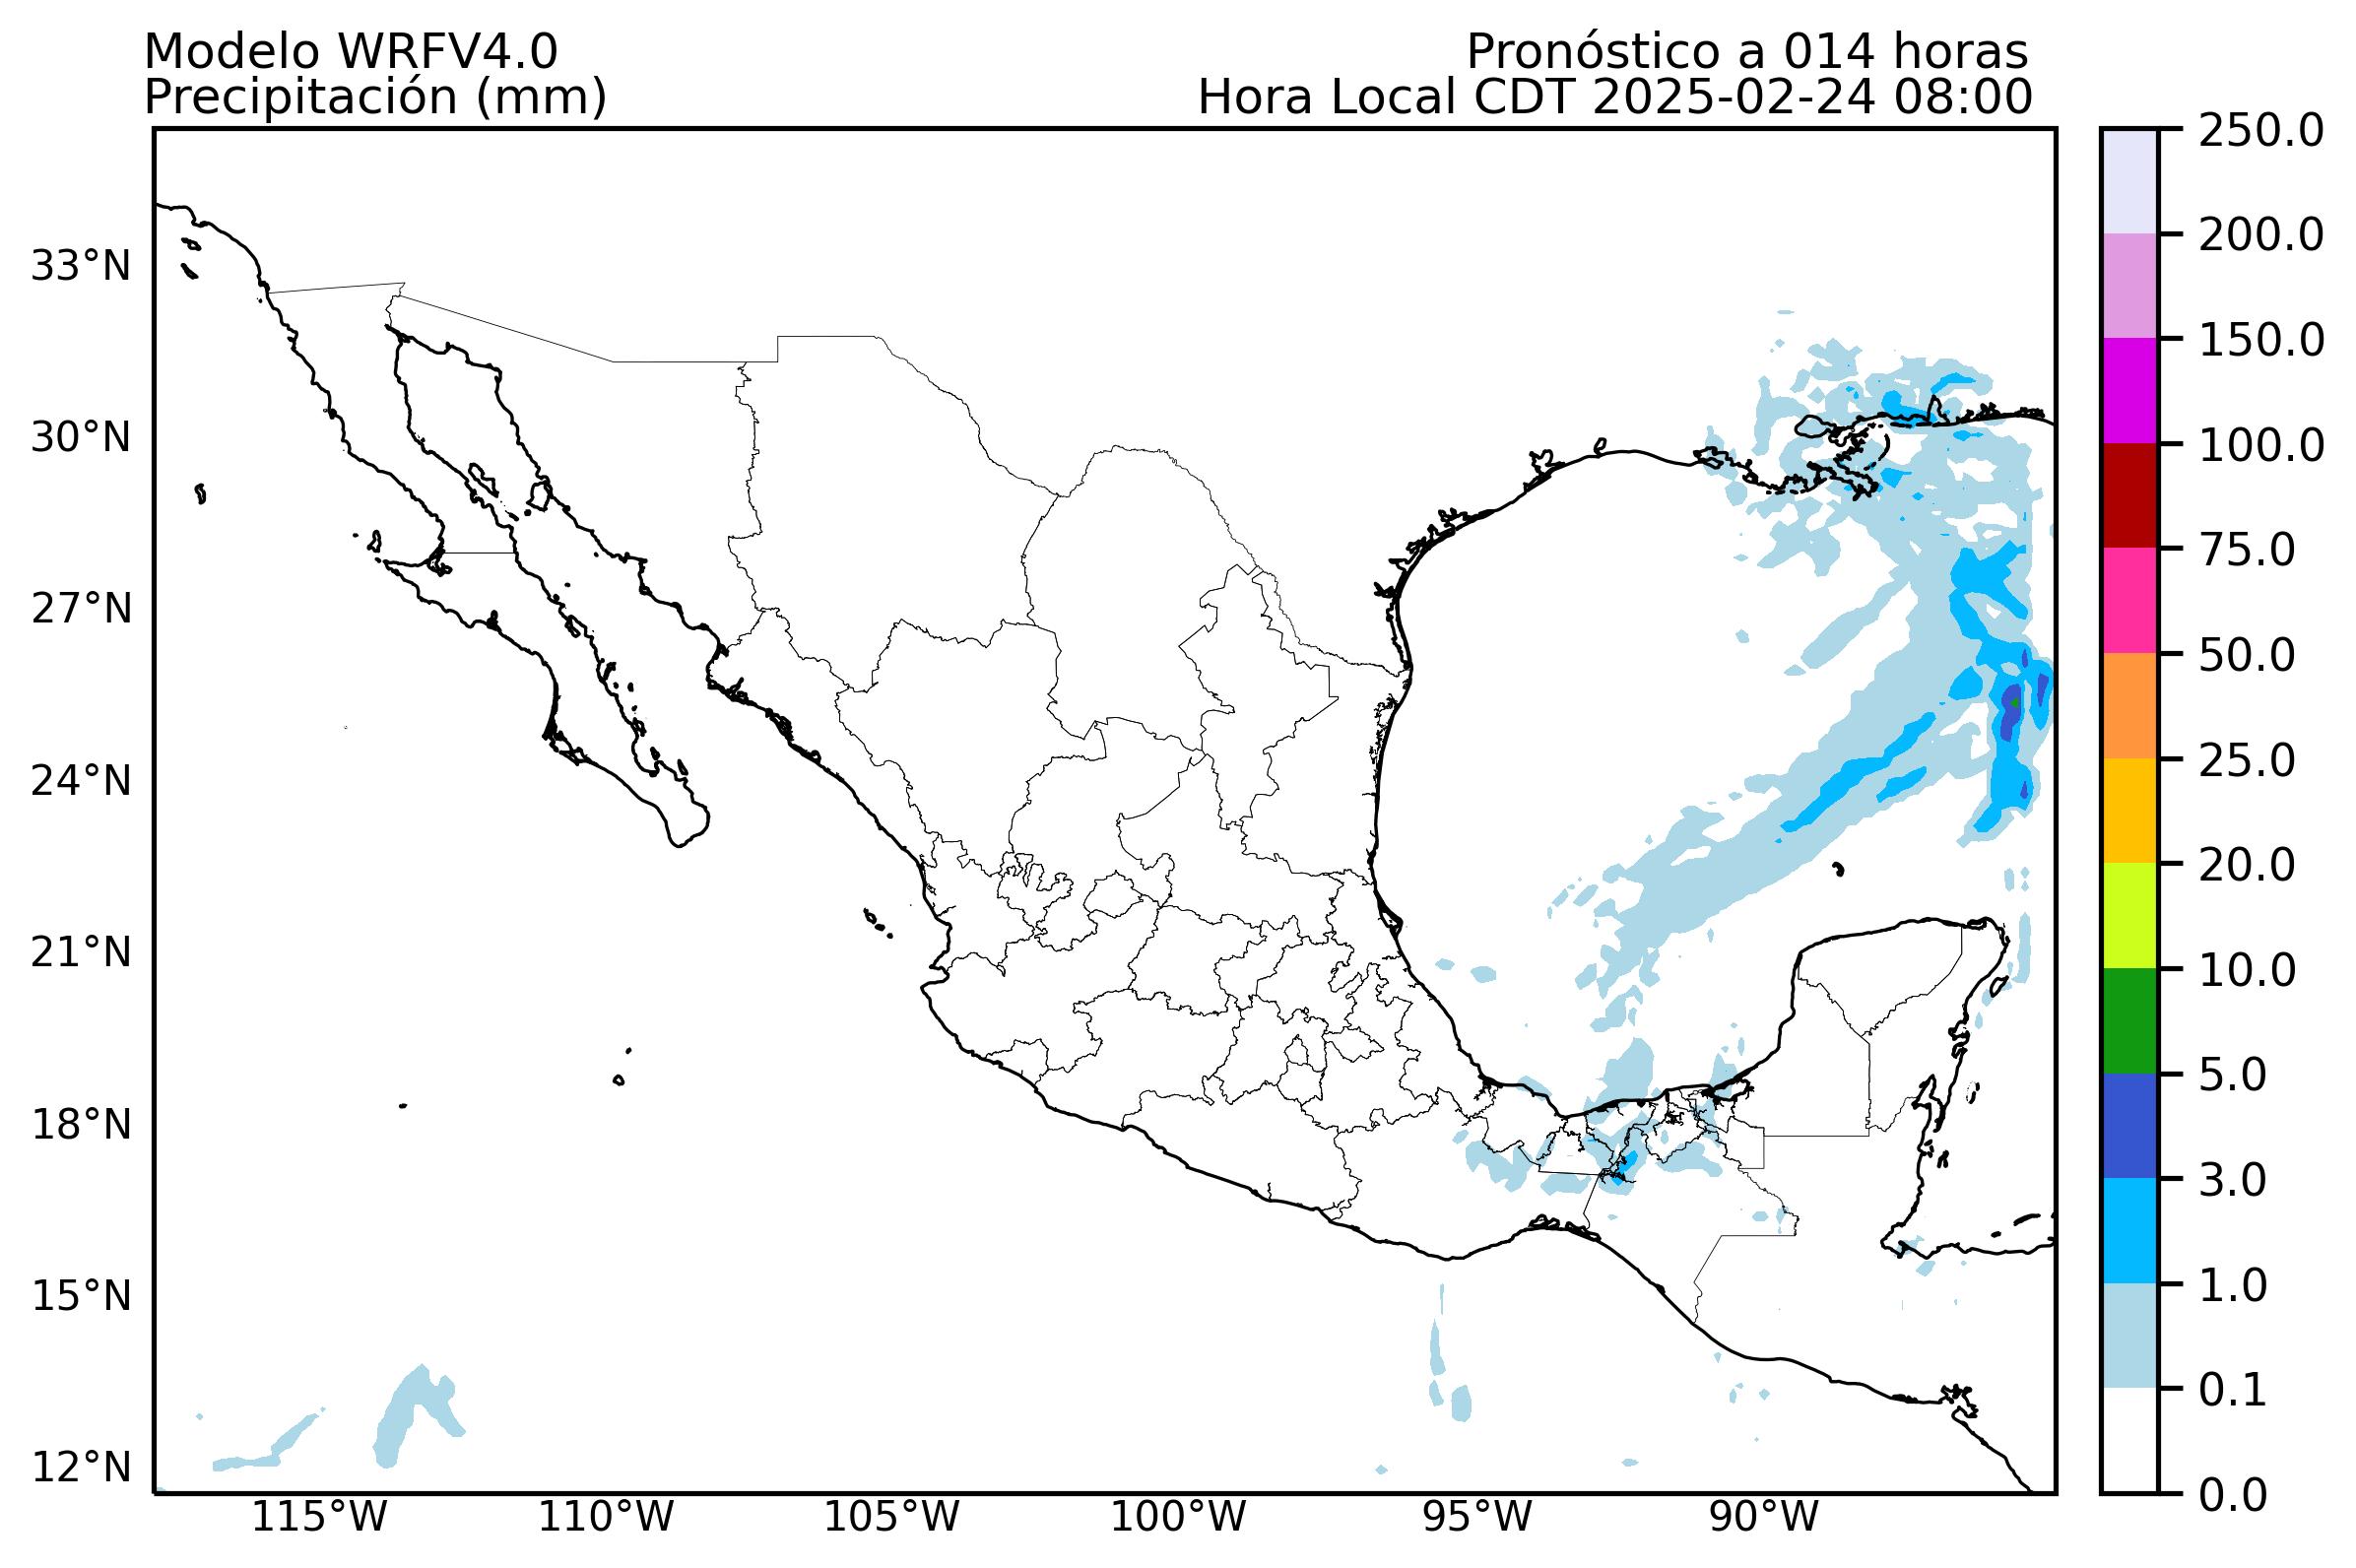 Modelo WRFV4.0
Precipitación (mm)
Pronóstico a 014 horas
Hora Local CDT 2025-02-24 08:00
33°N
30°N
27°N
24°N
21°N
18°N
15°N
12°N
115°W
110°W
105°W
100°W
95°W
90°W
250.0
200.0
150.0
100.0
75.0
50.0
25.0
20.0
10.0
5.0
3.0
1.0
0.1
0.0